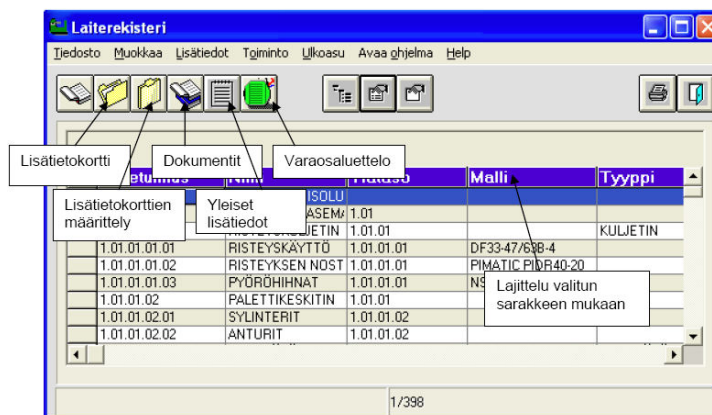 Laiterekisteri
Tiedosto Muokkaa Lisätiedot Toiminto Ulkoasu Avaa ohjelma Help
Lisätietokortti Dokumentit Varaosaluettelo
Malli Tyyppi
Lisätietokorttien määrittely
Yleiset lisätiedot
ISOLU
1.01
1.01.01 KULJETIN
1.01.01.01.01 RISTEYSKÄYTTÖ 1.01.01.01 DF33-47/63B-4
1.01.01.01.02 RISTEYKSEN NOST 1.01.01.01 PIMATIC PIDR40-20
1.01.01.01.03 PYÖRÖHIHNAT 1.01.01.01 NS
Lajittelu valitun sarakkeen mukaan
1.01.01.02 PALETTIKESKITIN 1.01.01
1.01.01.02.01 SYLINTERIT 1.01.01.02
1.01.01.02.02 ANTURIT 1.01.01.02
1/398